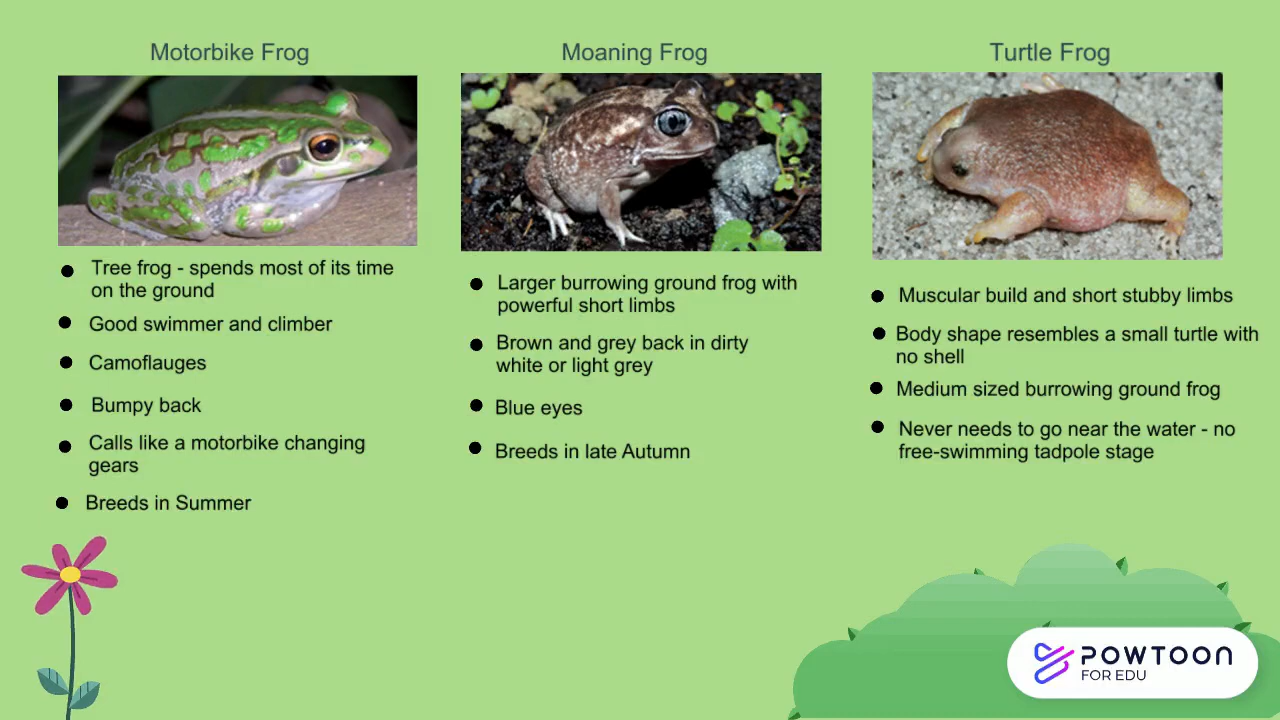 Motorbike Frog
Tree frog - spends most of its time
on the ground
Good swimmer and climber
Camoflauges
Bumpy back
Calls like a motorbike changing
gears
Breeds in Summer
Moaning Frog
Larger burrowing ground frog with
powerful short limbs
Brown and grey back in dirty
white or light grey
Blue eyes
Breeds in late Autumn
Turtle Frog
Muscular build and short stubby limbs
Body shape resembles a small turtle with
no shell
Medium sized burrowing ground frog
Never needs to go near the water - no
free-swimming tadpole stage
POWTOON
FOR EDU